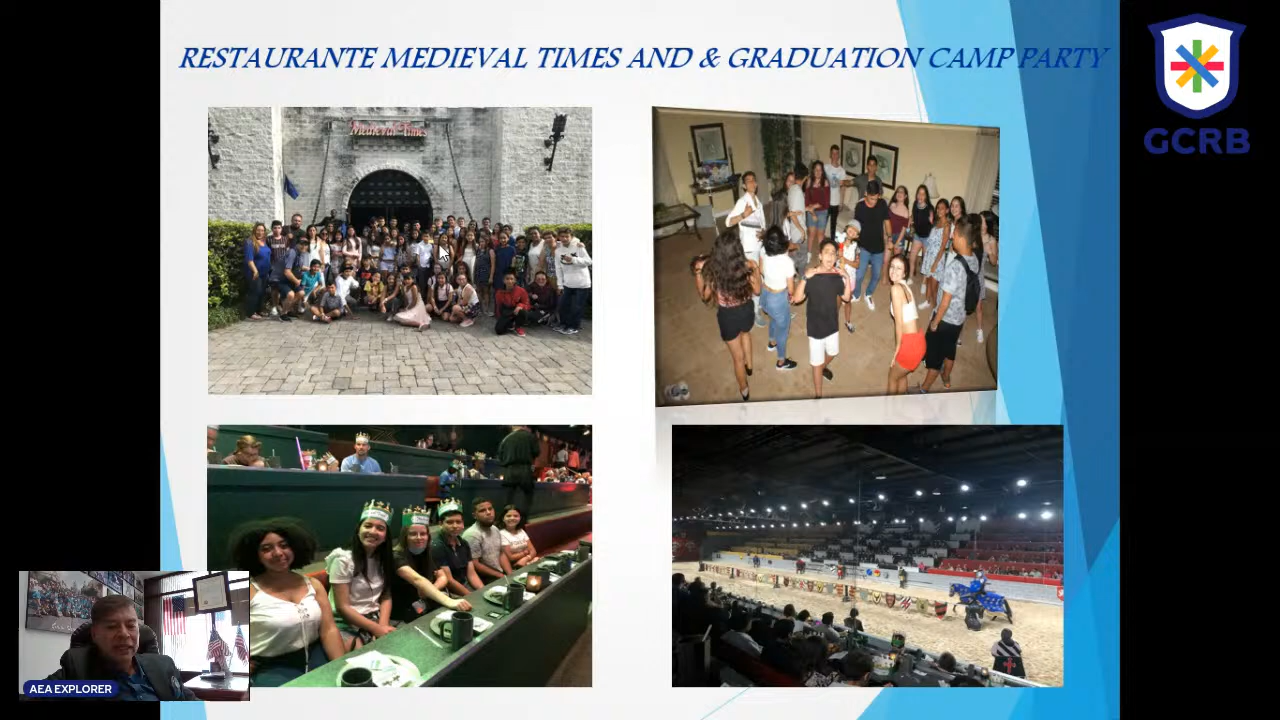 RESTAURANTE MEDIEVAL TIMES AND & GRADUATION CAMP PARTY
GCRB
Medieval Times
AEA EXPLORER